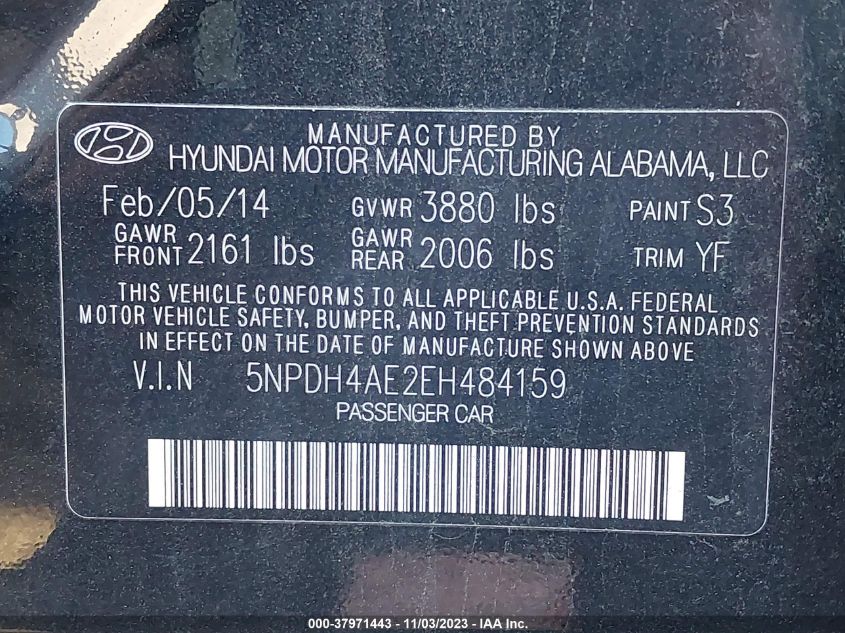 MANUFACTURED BY
HYUNDAI MOTOR MANUFACTURING ALABAMA, LLC
Feb/05/14 GVWR 3880 lbs PAINT S3
GAWR FRONT 2161 lbs GAWR REAR 2006 lbs TRIM YF
THIS VEHICLE CONFORMS TO ALL APPLICABLE U.S.A. FEDERAL
MOTOR VEHICLE SAFETY, BUMPER, AND THEFT PREVENTION STANDARDS
IN EFFECT ON THE DATE OF MANUFACTURE SHOWN ABOVE
V.I.N 5NPDH4AE2EH484159
PASSENGER CAR
000-37971443 - 11/03/2023 - IAA Inc.